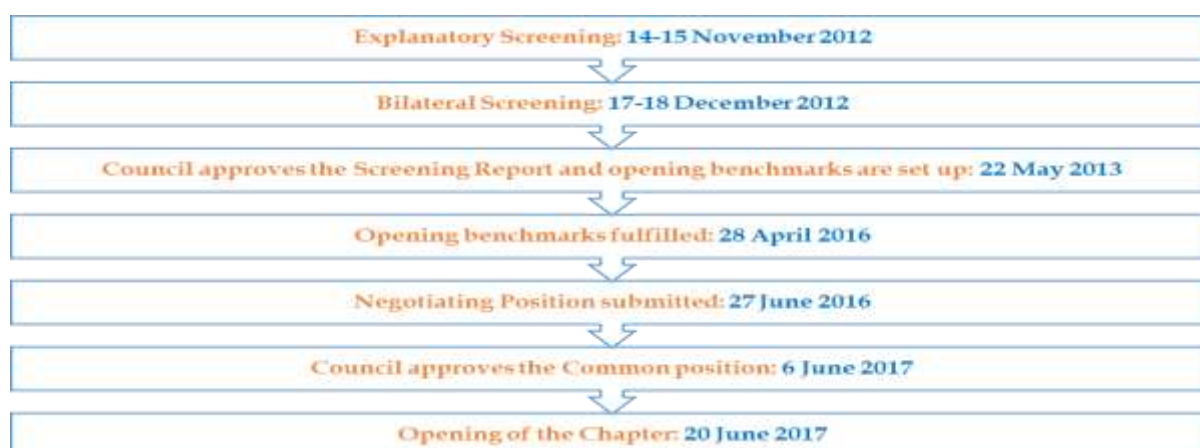 Explanatory Screening: 14-15 November 2012
Bilateral Screening: 17-18 December 2012
Council approves the Screening Report and opening benchmarks are set up: 22 May 2013
Opening benchmarks fulfilled: 28 April 2016
Negotiating Position submitted: 27 June 2016
Council approves the Common position: 6 June 2017
Opening of the Chapter: 20 June 2017